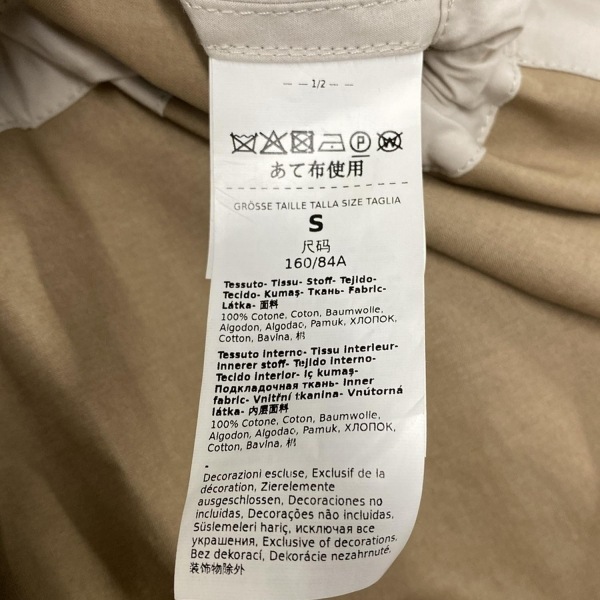 — — 1/2 — —
P W
あて布使用
GRÖSSE TAILLE TALLA SIZE TAGLIA
S
尺码
160/84A
Tessuto- Tissu- Stoff- Tejido-
Tecido- Kumaş- Ткань- Fabric-
Látka- 面料
100% Cotone, Coton, Baumwolle,
Algodon, Algodao, Pamuk, ХЛОПОК,
Cotton, Bavlna, 棉
Tessuto interno- Tissu interieur-
Innerer stoff- Tejido interno-
Tecido interior- İç kumaş-
Подкладочная ткань- Inner
fabric- Vnitřní tkanina- Vnútorná
látka- 内层面料
100% Cotone, Coton, Baumwolle,
Algodon, Algodao, Pamuk, ХЛОПОК,
Cotton, Bavlna, 棉
-
Decorazioni escluse, Exclusif de la
décoration, Zierelemente
ausgeschlossen, Decoraciones no
incluidas, Decorações não incluidas,
Süslemeleri hariç, исключая все
украшения, Exclusive of decorations,
Bez dekorací, Dekorácie nezahrnuté,
装饰物除外